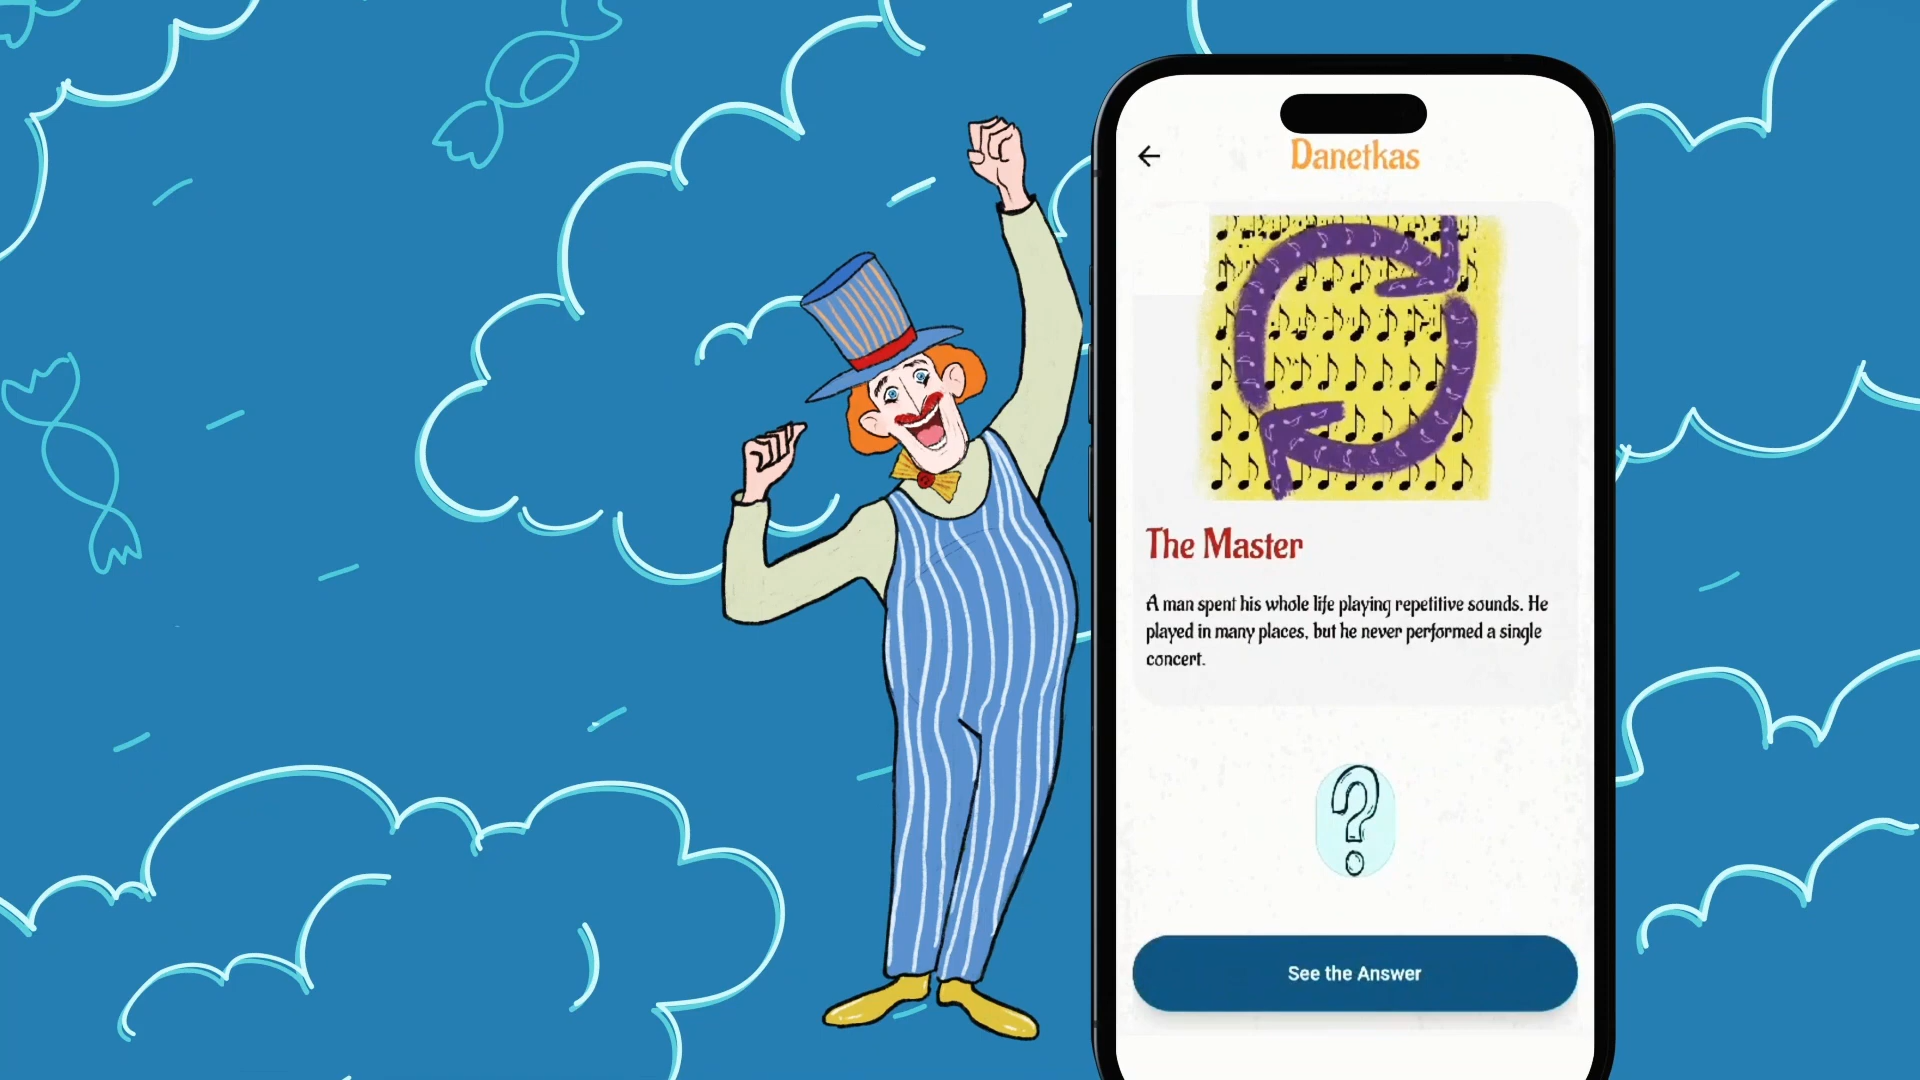 Danetkas
The Master
A man spent his whole life playing repetitive sounds. He
played in many places, but he never performed a single
concert.
?
See the Answer